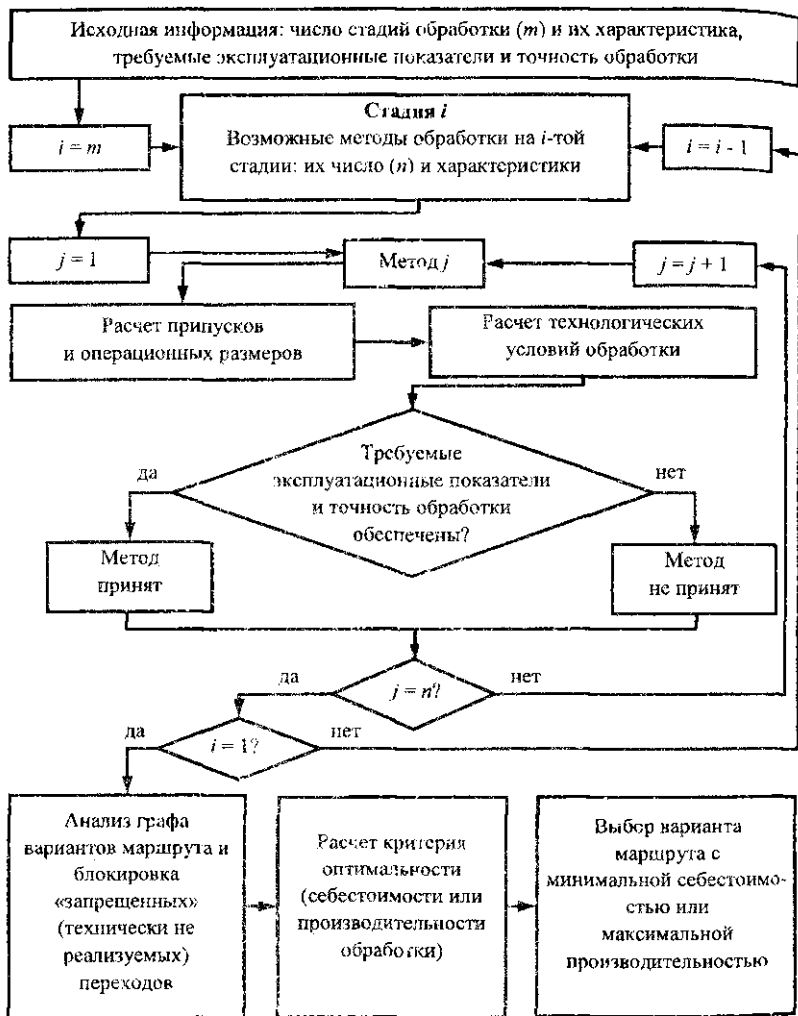 Исходная информация: число стадий обработки (m) и их характеристика,
требуемые эксплуатационные показатели и точность обработки
i = m
Стадия i
Возможные методы обработки на i-той
стадии: их число (n) и характеристики
i = i - 1
j = 1
Метод j
j = j + 1
Расчет припусков
и операционных размеров
Расчет технологических
условий обработки
Требуемые
эксплуатационные показатели
и точность обработки
обеспечены?
да
нет
Метод
принят
Метод
не принят
j = n?
да
нет
i = 1?
да
нет
Анализ графа
вариантов маршрута и
блокировка
«запрещенных»
(технически не
реализуемых)
переходов
Расчет критерия
оптимальности
(себестоимости или
производительности
обработки)
Выбор варианта
маршрута с
минимальной себестоимо-
стью или
максимальной
производительностью